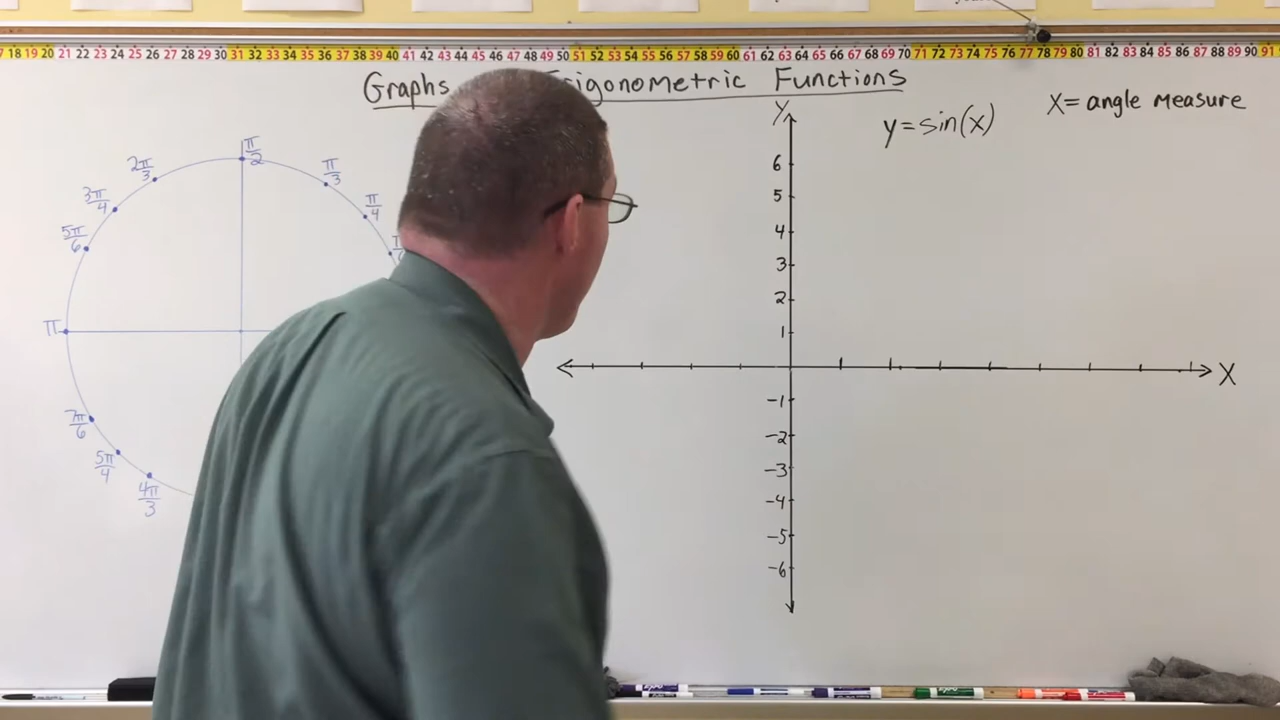 17 18 19 20 21 22 23 24 25 26 27 28 29 30 31 32 33 34 35 36 37 38 39 40 41 42 43 44 45 46 47 48 49 50 51 52 53 54 55 56 57 58 59 60 61 62 63 64 65 66 67 68 69 70 71 72 73 74 75 76 77 78 79 80 81 82 83 84 85 86 87 88 89 90 91
Graphs Trigonometric Functions
y=sin(x)
X= angle measure
π/2
π/3
π/4
2π/3
3π/4
5π/6
π
7π/6
5π/4
4π/3
Y
6
5
4
3
2
1
X
-1
-2
-3
-4
-5
-6